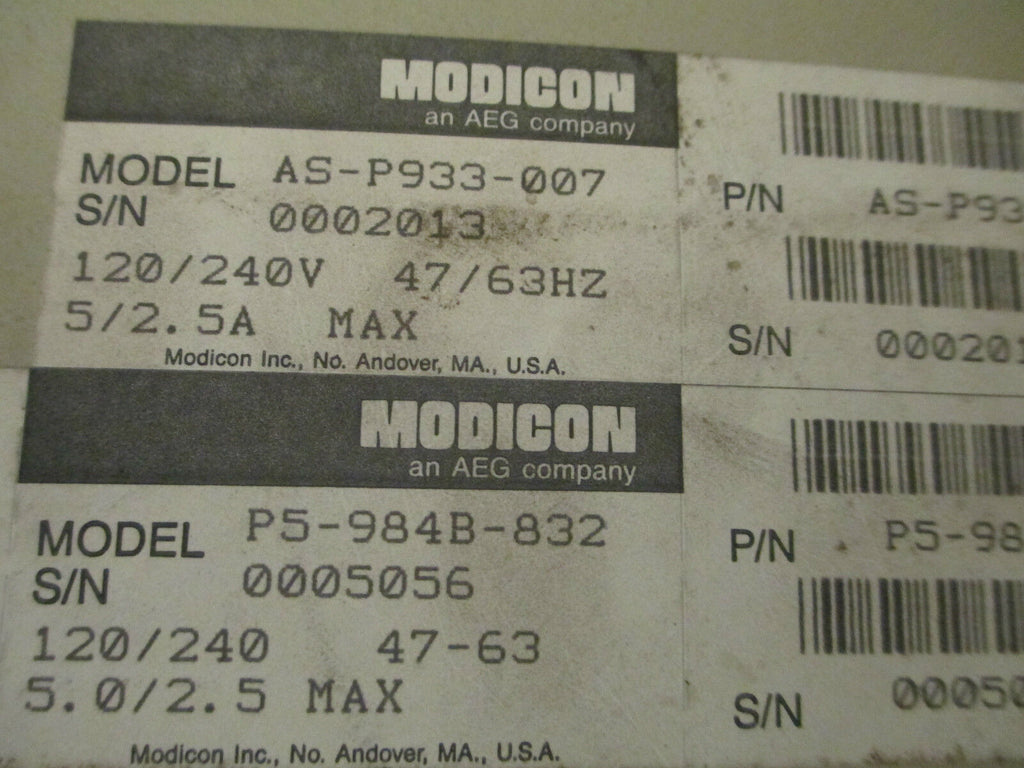 MODICON
an AEG company
MODEL AS-P933-007
S/N 0002013
120/240V 47/63HZ
5/2.5A MAX
Modicon Inc., No. Andover, MA., U.S.A.
P/N AS-P93
S/N 000201
MODICON
an AEG company
MODEL P5-984B-832
S/N 0005056
120/240 47-63
5.0/2.5 MAX
Modicon Inc., No. Andover, MA., U.S.A.
P/N P5-98
S/N 00050